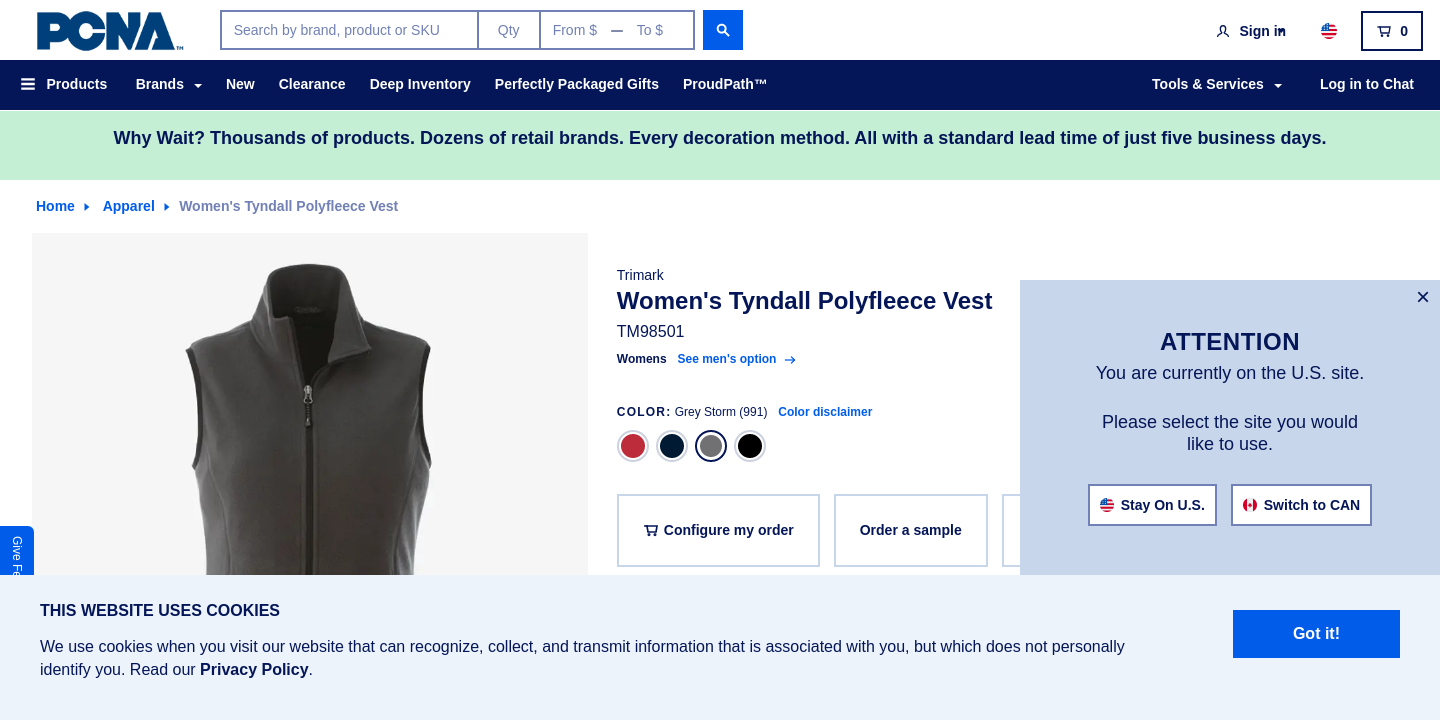 PCNA™
Search by brand, product or SKU
Qty
From $ — To $
Sign in
0
Products
Brands
New
Clearance
Deep Inventory
Perfectly Packaged Gifts
ProudPath™
Tools & Services
Log in to Chat
Why Wait? Thousands of products. Dozens of retail brands. Every decoration method. All with a standard lead time of just five business days.
Home Apparel Women's Tyndall Polyfleece Vest
Trimark
Women's Tyndall Polyfleece Vest
TM98501
Womens See men's option
COLOR: Grey Storm (991) Color disclaimer
Configure my order
Order a sample
ATTENTION
You are currently on the U.S. site.
Please select the site you would
like to use.
Stay On U.S.
Switch to CAN
Give
THIS WEBSITE USES COOKIES
We use cookies when you visit our website that can recognize, collect, and transmit information that is associated with you, but which does not personally
identify you. Read our Privacy Policy.
Got it!